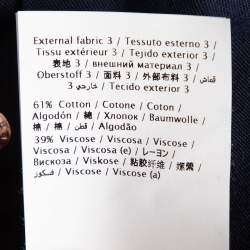 External fabric 3 / Tessuto esterno 3 /
Tissu extérieur 3 / Tejido exterior 3 /
表地 3 / внешний материал 3 /
Oberstoff 3 / 面料 3 / 外部布料 3 / قماش
خارجي 3 / Tecido exterior 3
61% Cotton / Cotone / Coton /
Algodón / 綿 / Хлопок / Baumwolle /
棉 / 棉 / قطن / Algodão
39% Viscose / Viscosa / Viscose /
Viscosa / Viscosa (e) / レーヨン /
Вискоза / Viskose / 粘胶纤维 / 嫘縈 /
فسكوز / Viscose / Viscose (a)